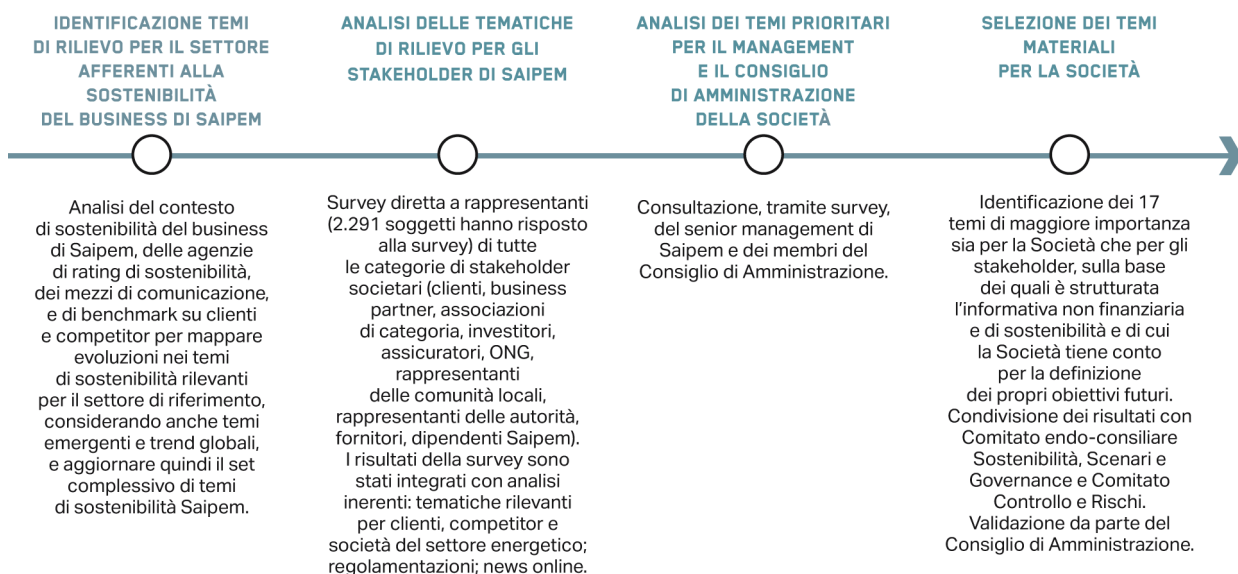 IDENTIFICAZIONE TEMI
DI RILIEVO PER IL SETTORE
AFFERENTI ALLA
SOSTENIBILITÀ
DEL BUSINESS DI SAIPEM
Analisi del contesto
di sostenibilità del business
di Saipem, delle agenzie
di rating di sostenibilità,
dei mezzi di comunicazione,
e di benchmark su clienti
e competitor per mappare
evoluzioni nei temi
di sostenibilità rilevanti
per il settore di riferimento,
considerando anche temi
emergenti e trend globali,
e aggiornare quindi il set
complessivo di temi
di sostenibilità Saipem.
ANALISI DELLE TEMATICHE
DI RILIEVO PER GLI
STAKEHOLDER DI SAIPEM
Survey diretta a rappresentanti
(2.291 soggetti hanno risposto
alla survey) di tutte
le categorie di stakeholder
societari (clienti, business
partner, associazioni
di categoria, investitori,
assicuratori, ONG,
rappresentanti
delle comunità locali,
rappresentanti delle autorità,
fornitori, dipendenti Saipem).
I risultati della survey sono
stati integrati con analisi
inerenti: tematiche rilevanti
per clienti, competitor e
società del settore energetico;
regolamentazioni; news online.
ANALISI DEI TEMI PRIORITARI
PER IL MANAGEMENT
E IL CONSIGLIO
DI AMMINISTRAZIONE
DELLA SOCIETÀ
Consultazione, tramite survey,
del senior management di
Saipem e dei membri del
Consiglio di Amministrazione.
SELEZIONE DEI TEMI
MATERIALI
PER LA SOCIETÀ
Identificazione dei 17
temi di maggiore importanza
sia per la Società che per gli
stakeholder, sulla base
dei quali è strutturata
l'informativa non finanziaria
e di sostenibilità e di cui
la Società tiene conto
per la definizione
dei propri obiettivi futuri.
Condivisione dei risultati con
Comitato endo-consiliare
Sostenibilità, Scenari e
Governance e Comitato
Controllo e Rischi.
Validazione da parte del
Consiglio di Amministrazione.